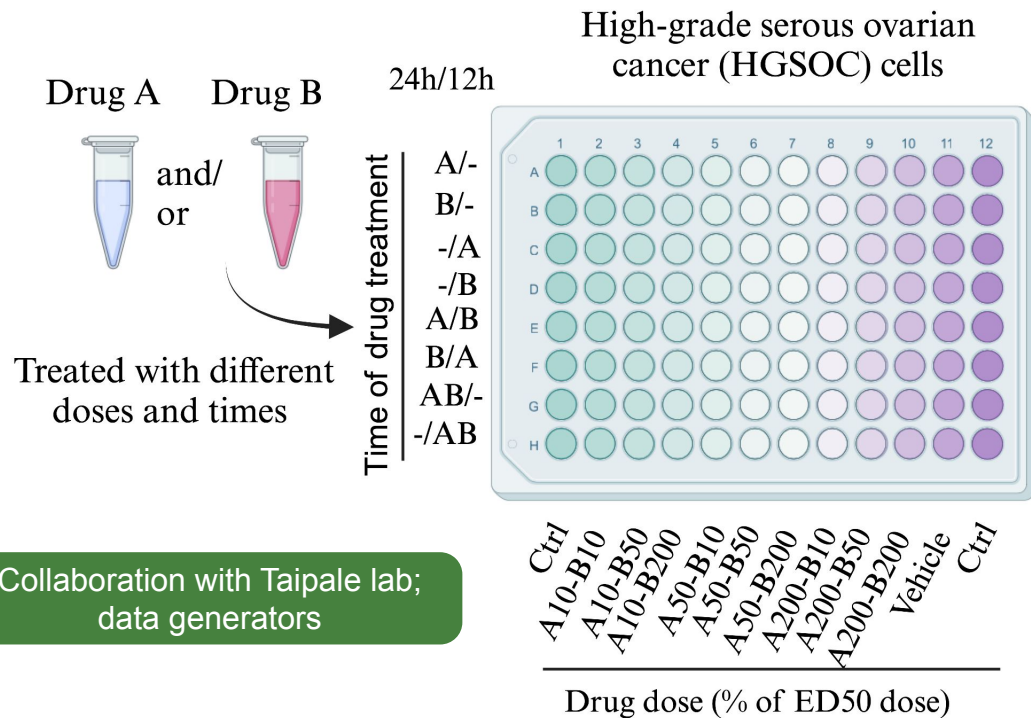 High-grade serous ovarian
cancer (HGSOC) cells
Drug A
Drug B
24h/12h
and/
or
Treated with different
doses and times
Time of drug treatment
A/-
B/-
-/A
-/B
A/B
B/A
AB/-
-/AB
1 2 3 4 5 6 7 8 9 10 11 12
A
B
C
D
E
F
G
H
Ctrl
A10-B10
A10-B50
A10-B200
A50-B10
A50-B50
A50-B200
A200-B10
A200-B50
A200-B200
Vehicle
Ctrl
Drug dose (% of ED50 dose)
Collaboration with Taipale lab;
data generators